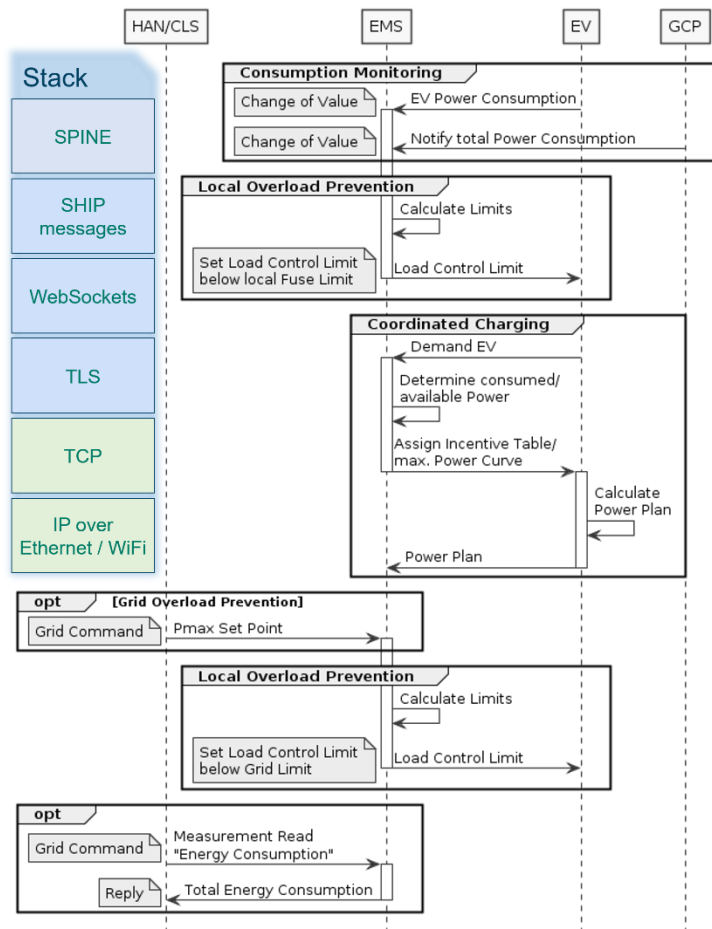 HAN/CLS
EMS
EV
GCP
Stack
SPINE
SHIP
messages
WebSockets
TLS
TCP
IP over
Ethernet / WiFi
Consumption Monitoring
Change of Value
EV Power Consumption
Change of Value
Notify total Power Consumption
Local Overload Prevention
Calculate Limits
Set Load Control Limit
below local Fuse Limit
Load Control Limit
Coordinated Charging
Demand EV
Determine consumed/
available Power
Assign Incentive Table/
max. Power Curve
Calculate
Power Plan
Power Plan
opt
[Grid Overload Prevention]
Grid Command
Pmax Set Point
Local Overload Prevention
Calculate Limits
Set Load Control Limit
below Grid Limit
Load Control Limit
opt
Grid Command
Measurement Read
"Energy Consumption"
Reply
Total Energy Consumption